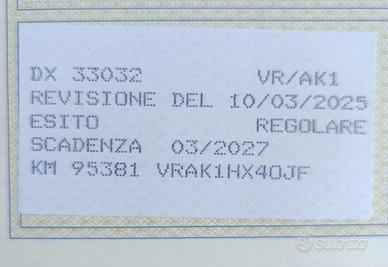 DX 33032 VR/AK1
REVISIONE DEL 10/03/2025
ESITO REGOLARE
SCADENZA 03/2027
KM 95381 VRAK1HX40JF
subito